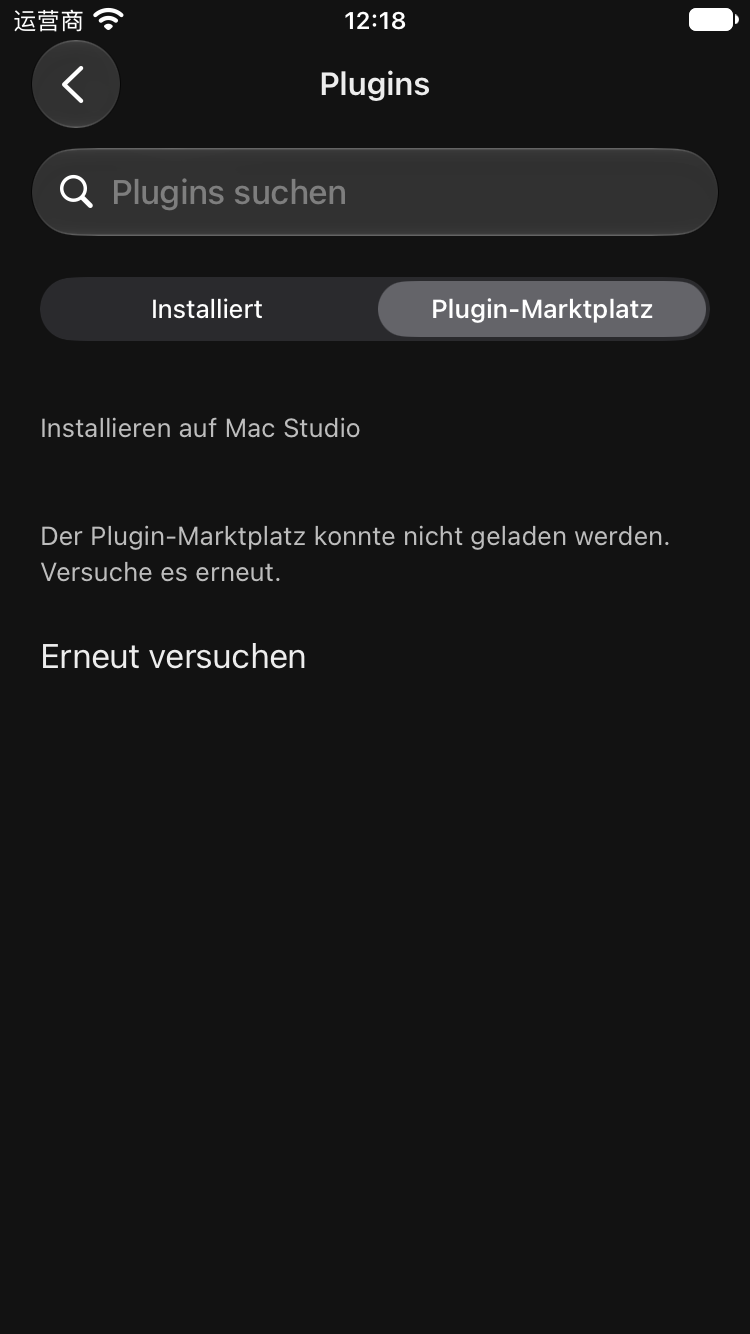 运营商
12:18
Plugins
Plugins suchen
Installiert
Plugin-Marktplatz
Installieren auf Mac Studio
Der Plugin-Marktplatz konnte nicht geladen werden.
Versuche es erneut.
Erneut versuchen